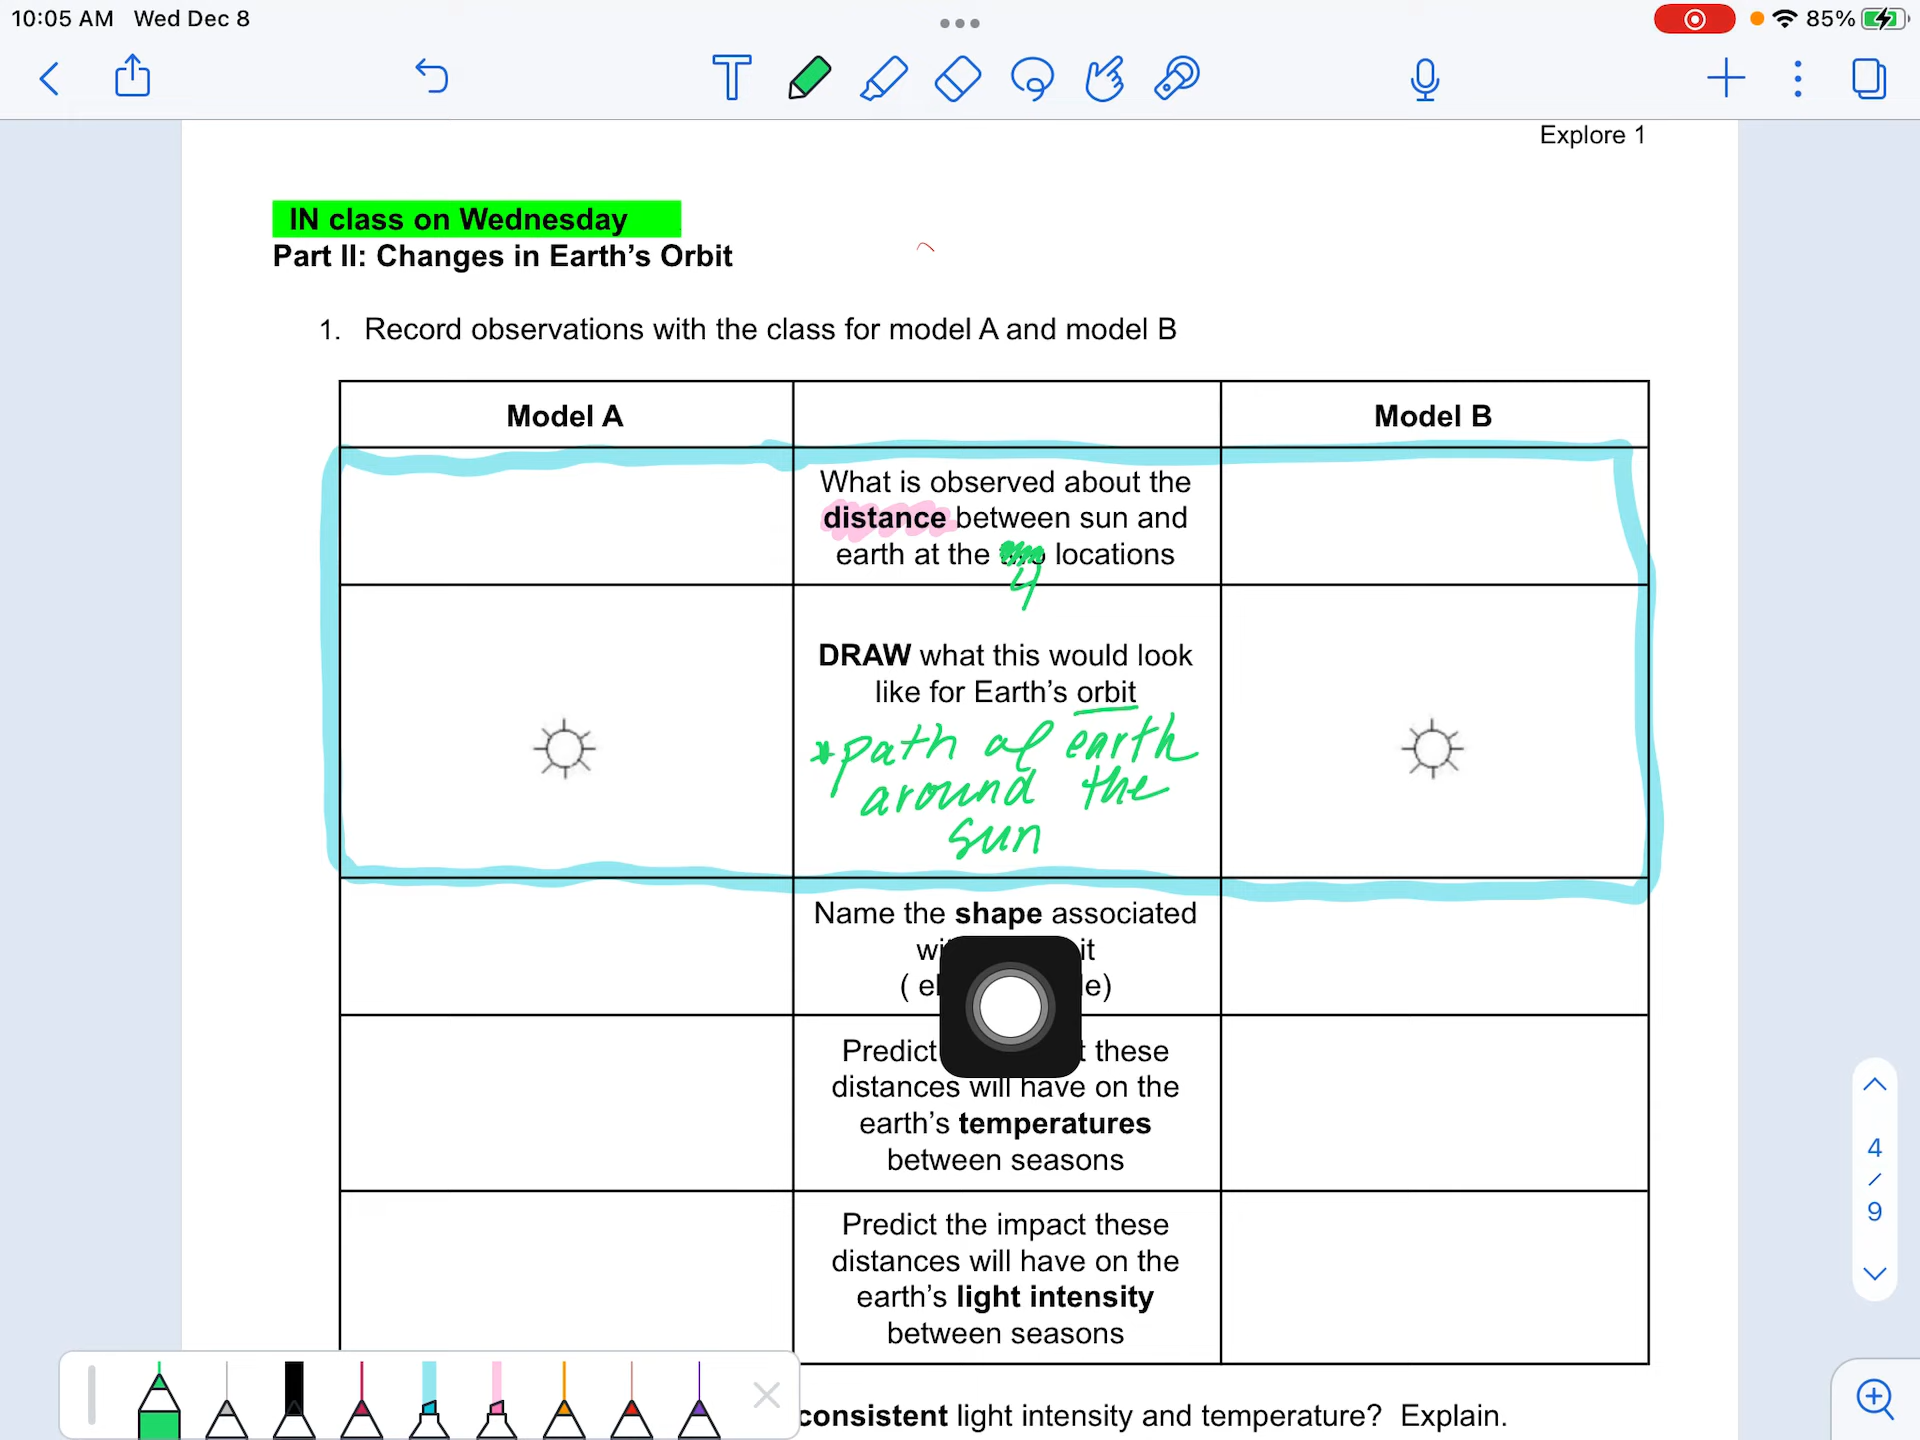 10:05 AM Wed Dec 8
85%
T
Explore 1
IN class on Wednesday
Part II: Changes in Earth's Orbit
1. Record observations with the class for model A and model B
Model A
Model B
What is observed about the
distance between sun and
earth at the locations
4
DRAW what this would look
like for Earth's orbit
*path of earth
around the
sun
Name the shape associated
Predict these
distances will have on the
earth's temperatures
between seasons
Predict the impact these
distances will have on the
earth's light intensity
between seasons
consistent light intensity and temperature? Explain.
4
/
9